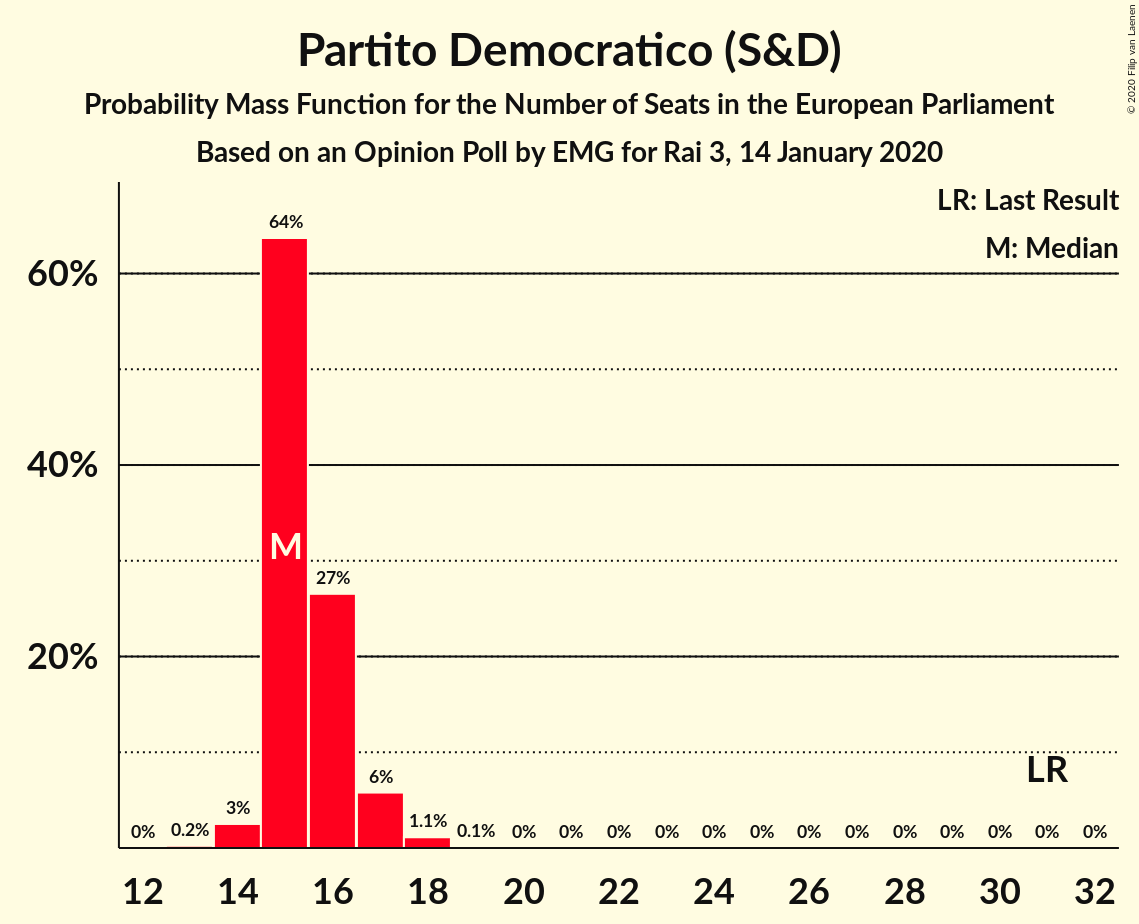 Partito Democratico (S&D)
Probability Mass Function for the Number of Seats in the European Parliament
Based on an Opinion Poll by EMG for Rai 3, 14 January 2020
© 2020 Filip van Laenen
LR: Last Result
M: Median
60%
40%
20%
64%
M
27%
6%
LR
0% 0.2% 3% 1.1% 0.1% 0% 0% 0% 0% 0% 0% 0% 0% 0% 0% 0% 0% 0%
12 14 16 18 20 22 24 26 28 30 32